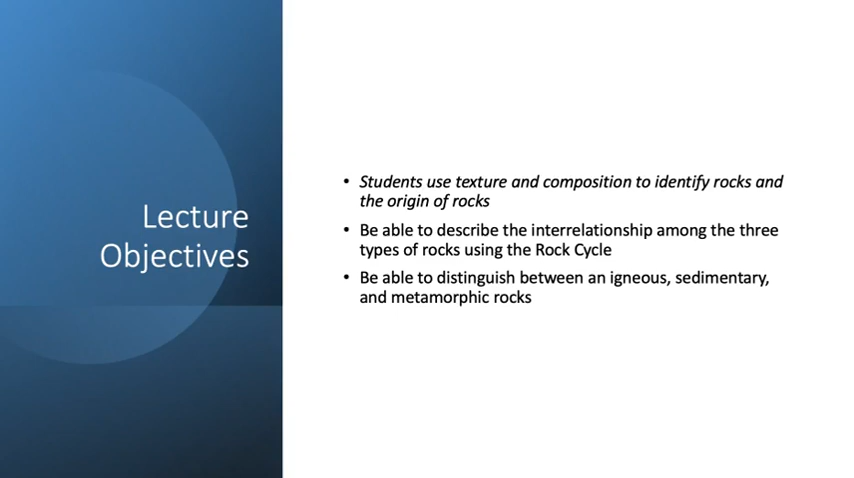 Lecture
Objectives
• Students use texture and composition to identify rocks and
the origin of rocks
• Be able to describe the interrelationship among the three
types of rocks using the Rock Cycle
• Be able to distinguish between an igneous, sedimentary,
and metamorphic rocks